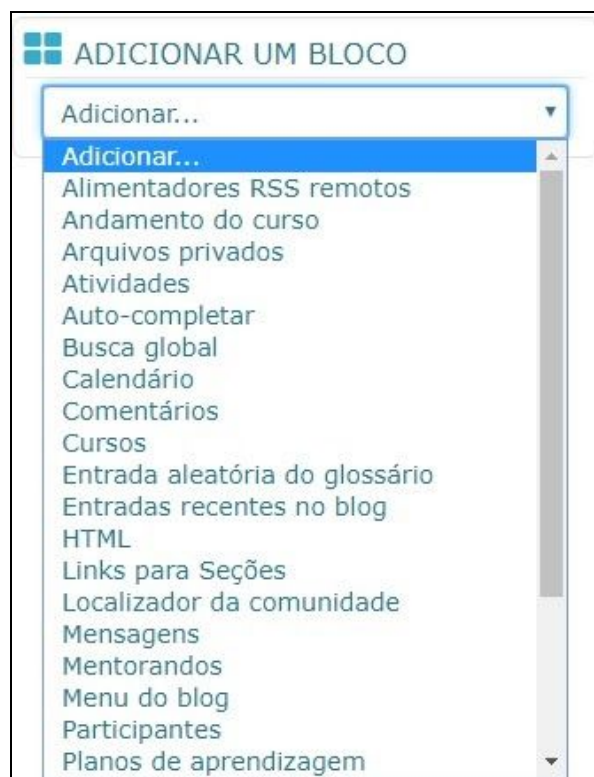 ADICIONAR UM BLOCO
Adicionar...
Adicionar...
Alimentadores RSS remotos
Andamento do curso
Arquivos privados
Atividades
Auto-completar
Busca global
Calendário
Comentários
Cursos
Entrada aleatória do glossário
Entradas recentes no blog
HTML
Links para Seções
Localizador da comunidade
Mensagens
Mentorandos
Menu do blog
Participantes
Planos de aprendizagem